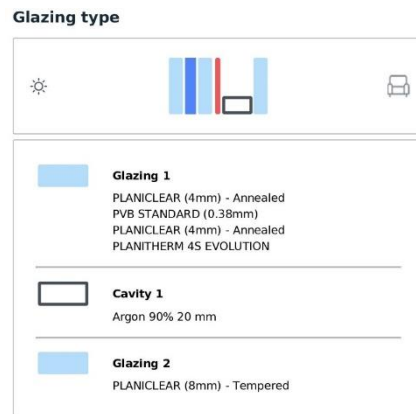 Glazing type
Glazing 1
PLANICLEAR (4mm) - Annealed
PVB STANDARD (0.38mm)
PLANICLEAR (4mm) - Annealed
PLANITHERM 4S EVOLUTION
Cavity 1
Argon 90% 20 mm
Glazing 2
PLANICLEAR (8mm) - Tempered